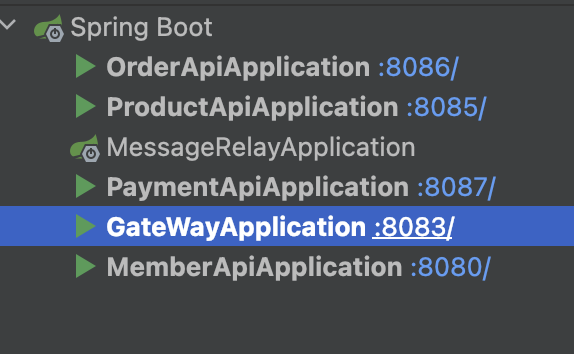 Spring Boot
OrderApiApplication :8086/
ProductApiApplication :8085/
MessageRelayApplication
PaymentApiApplication :8087/
GateWayApplication :8083/
MemberApiApplication :8080/